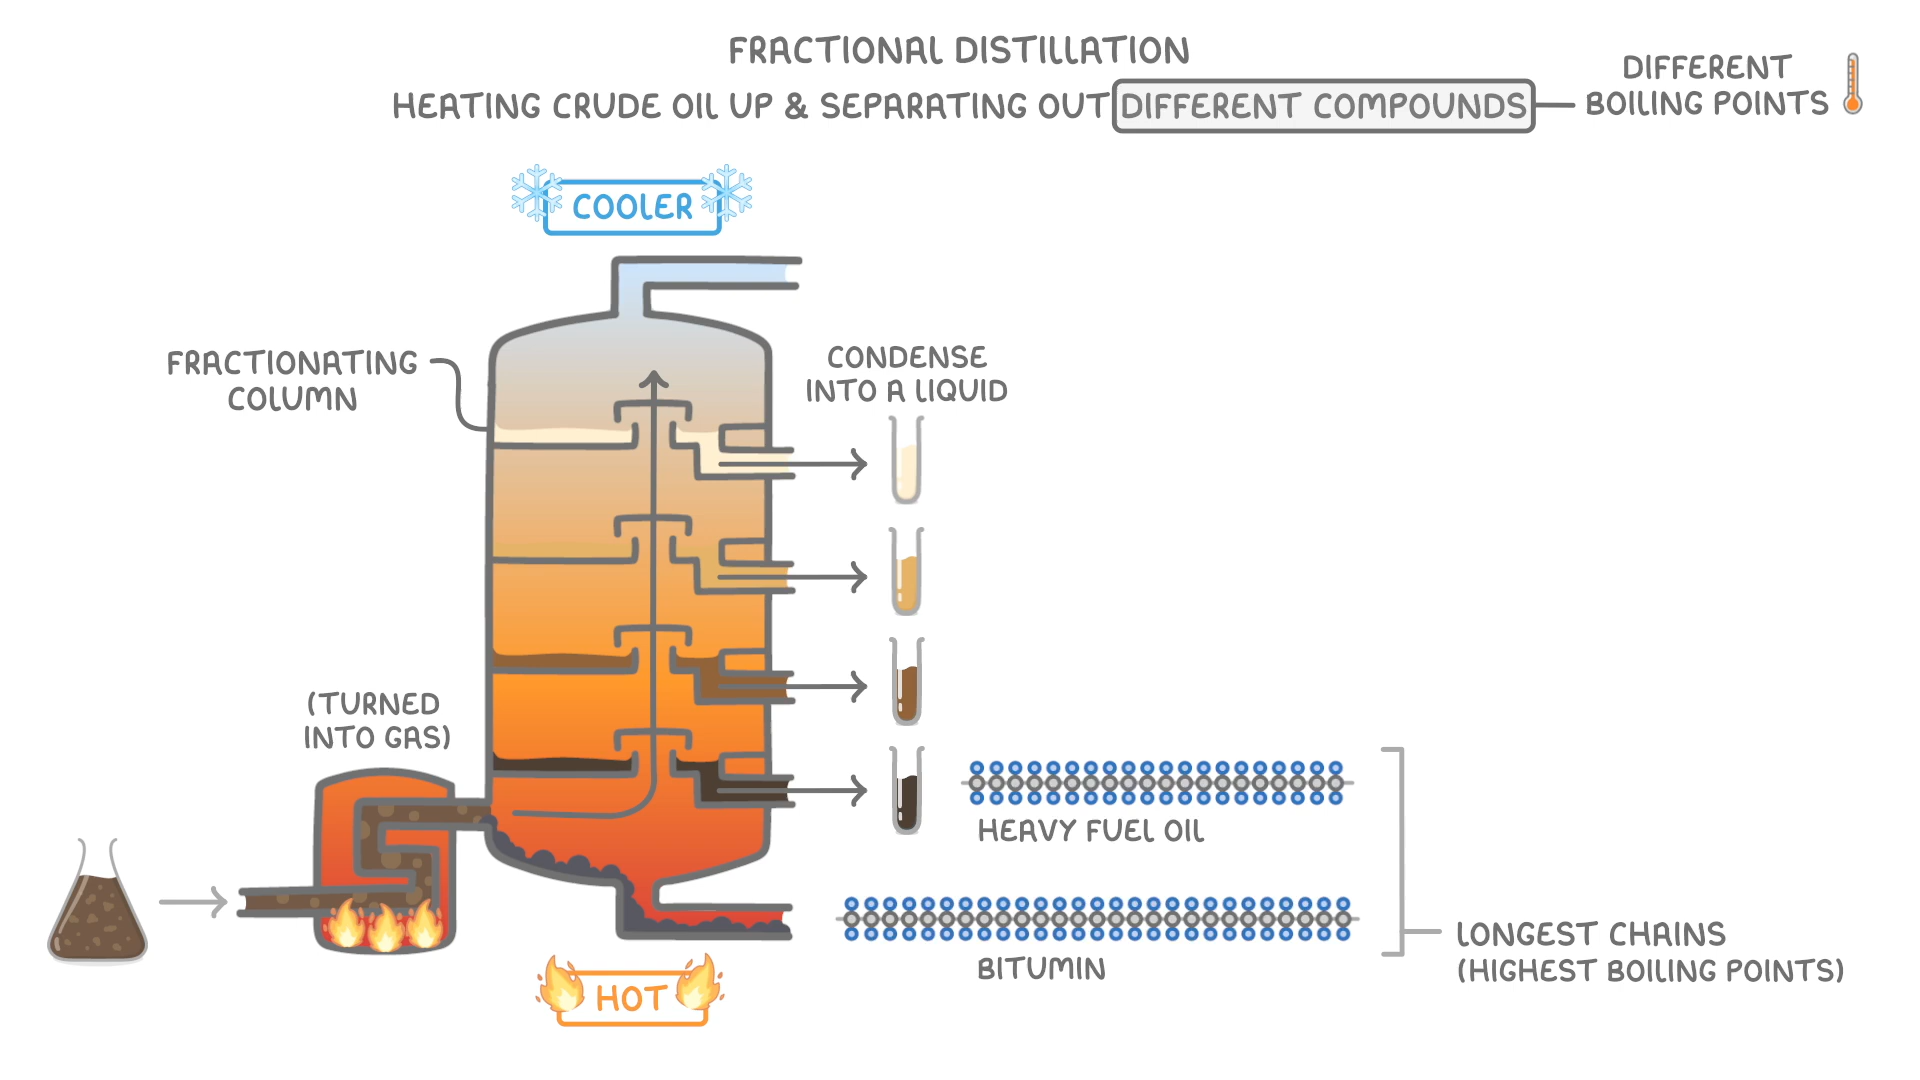 FRACTIONAL DISTILLATION
HEATING CRUDE OIL UP & SEPARATING OUT DIFFERENT COMPOUNDS
DIFFERENT
BOILING POINTS
COOLER
FRACTIONATING
COLUMN
CONDENSE
INTO A LIQUID
(TURNED
INTO GAS)
HEAVY FUEL OIL
BITUMIN
LONGEST CHAINS
(HIGHEST BOILING POINTS)
HOT